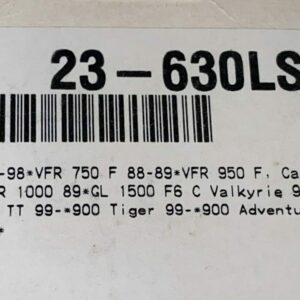 23-630LS
-98*VFR 750 F 88-89*VFR 950 F, Ca
R 1000 89*GL 1500 F6 C Valkyrie 9
TT 99-*900 Tiger 99-*900 Adventu
*